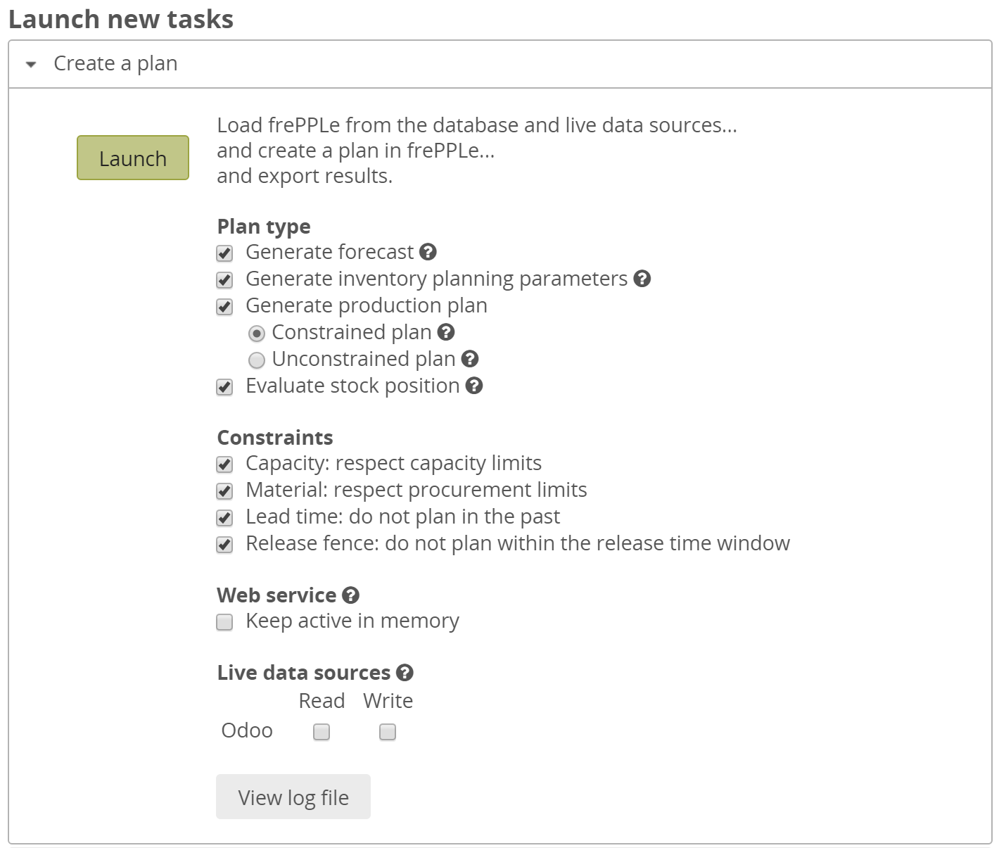 Launch new tasks
Create a plan
Launch
Load frePPLe from the database and live data sources...
and create a plan in frePPLe...
and export results.
Plan type
Generate forecast
Generate inventory planning parameters
Generate production plan
Constrained plan
Unconstrained plan
Evaluate stock position
Constraints
Capacity: respect capacity limits
Material: respect procurement limits
Lead time: do not plan in the past
Release fence: do not plan within the release time window
Web service
Keep active in memory
Live data sources
Read Write
Odoo
View log file